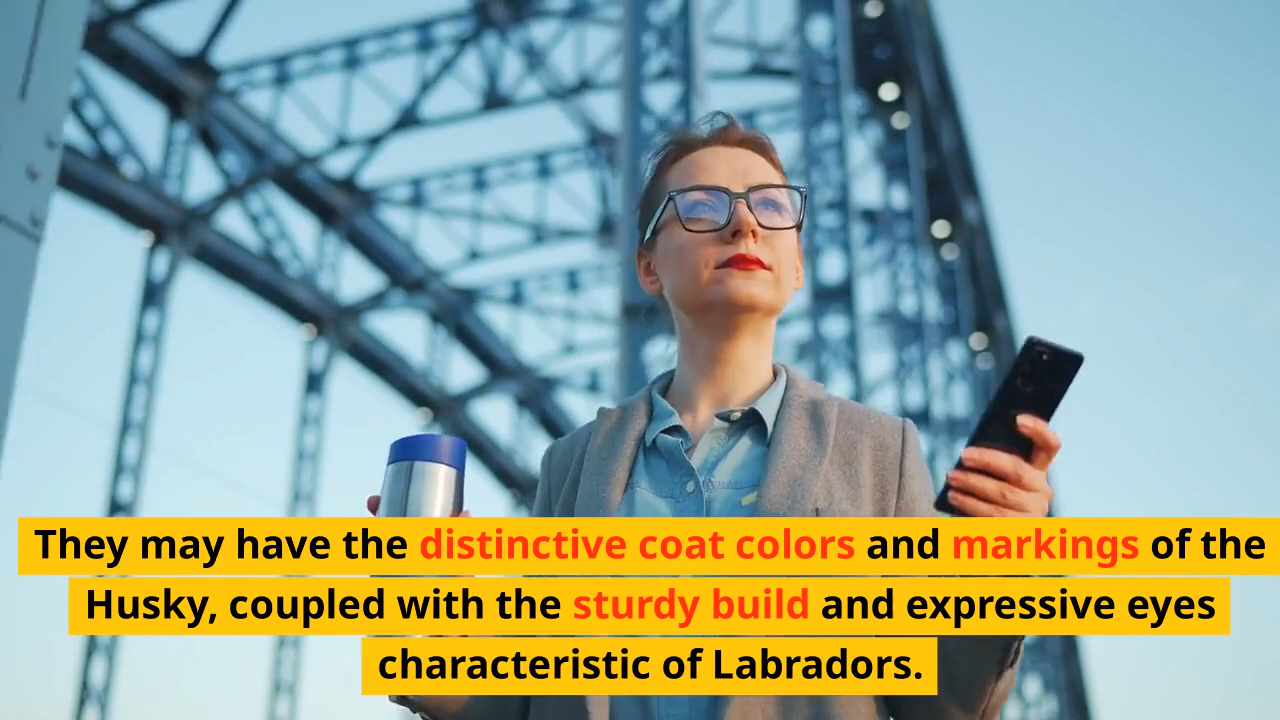 They may have the distinctive coat colors and markings of the
Husky, coupled with the sturdy build and expressive eyes
characteristic of Labradors.